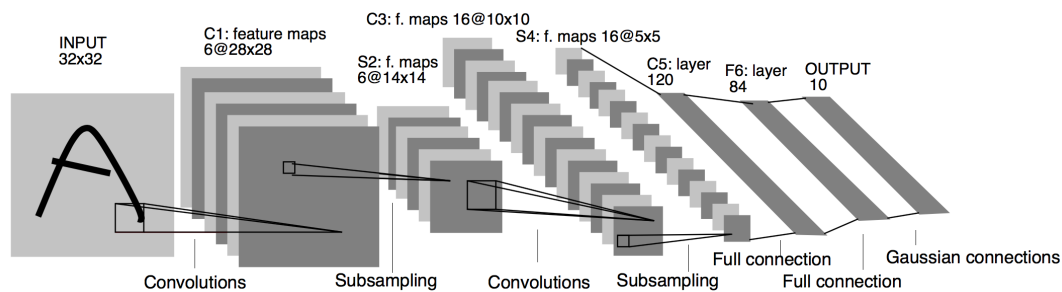 INPUT
32x32
C1: feature maps
6@28x28
S2: f. maps
6@14x14
C3: f. maps 16@10x10
S4: f. maps 16@5x5
C5: layer
120
F6: layer
84
OUTPUT
10
Convolutions
Subsampling
Convolutions
Subsampling
Full connection
Full connection
Gaussian connections